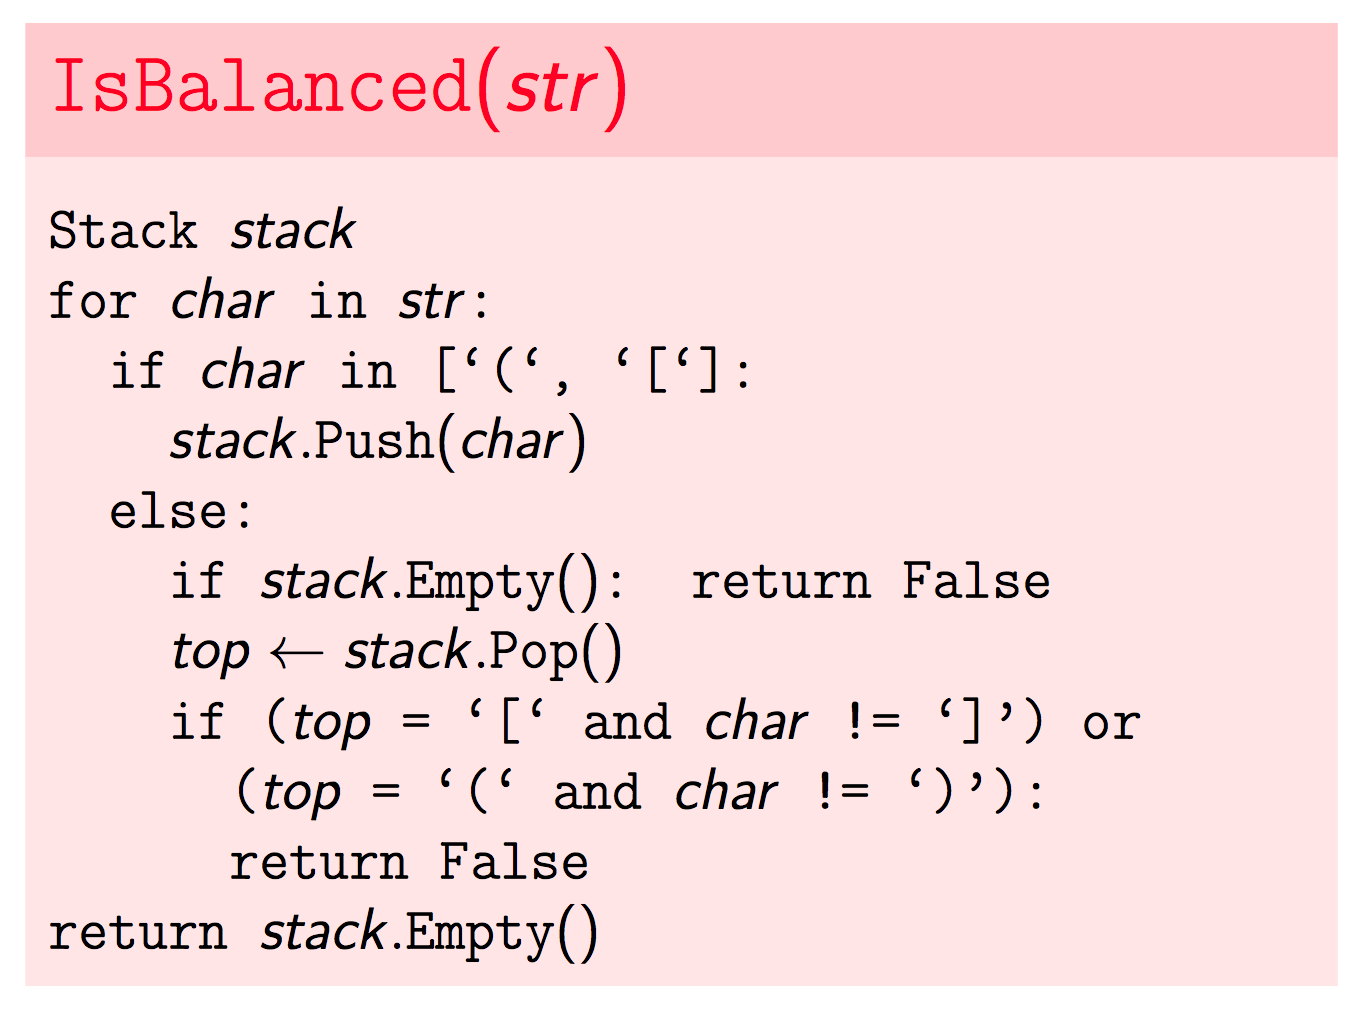 IsBalanced(str)
Stack stack
for char in str:
if char in [‘(‘, ‘[‘]:
stack.Push(char)
else:
if stack.Empty(): return False
top ← stack.Pop()
if (top = ‘[‘ and char != ‘]’) or
(top = ‘(‘ and char != ‘)’):
return False
return stack.Empty()